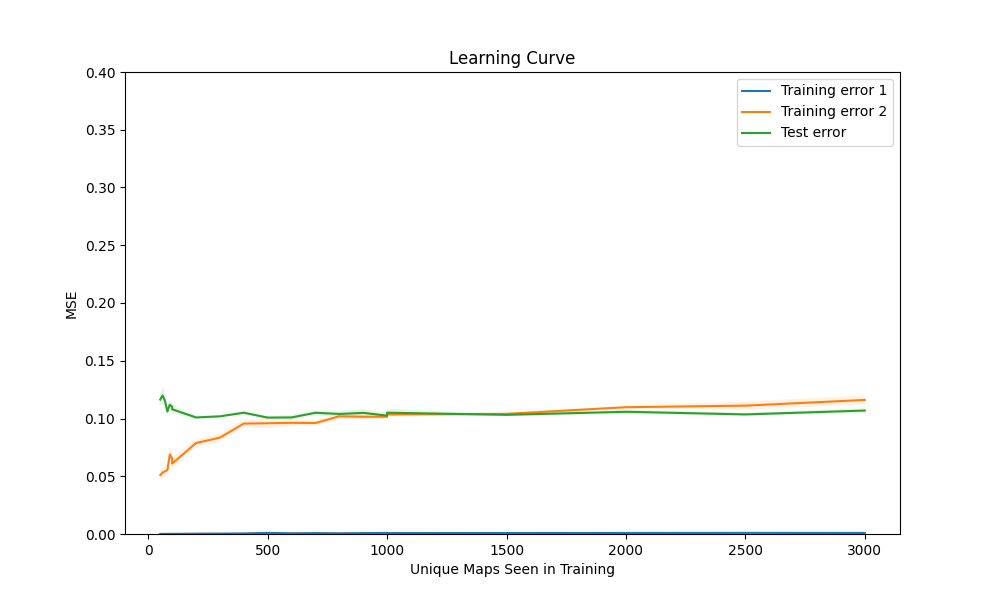 Learning Curve
0.40
0.35
0.30
0.25
0.20
0.15
0.10
0.05
0.00
MSE
Training error 1
Training error 2
Test error
0 500 1000 1500 2000 2500 3000
Unique Maps Seen in Training